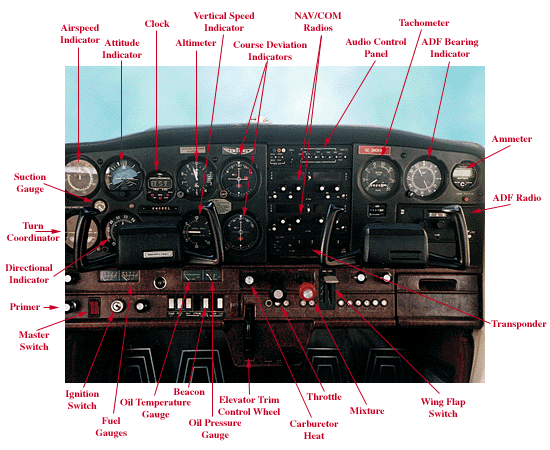 Airspeed
Indicator
Attitude
Indicator
Clock
Vertical Speed
Indicator
Altimeter
Course Deviation
Indicators
NAV/COM
Radios
Audio Control
Panel
Tachometer
ADF Bearing
Indicator
Ammeter
ADF Radio
Suction
Gauge
Turn
Coordinator
Directional
Indicator
Primer
Master
Switch
Transponder
Ignition
Switch
Fuel
Gauges
Oil Temperature
Gauge
Beacon
Oil Pressure
Gauge
Elevator Trim
Control Wheel
Carburetor
Heat
Throttle
Mixture
Wing Flap
Switch